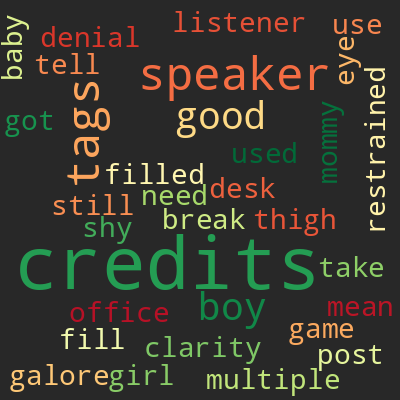 listener
use
baby
denial
eye
tell
speaker
restrained
tags
good
mommy
got
used
filled
need
desk
still
break
thigh
shy
credits
take
boy
office
mean
game
fill
clarity
post
galore
girl
multiple